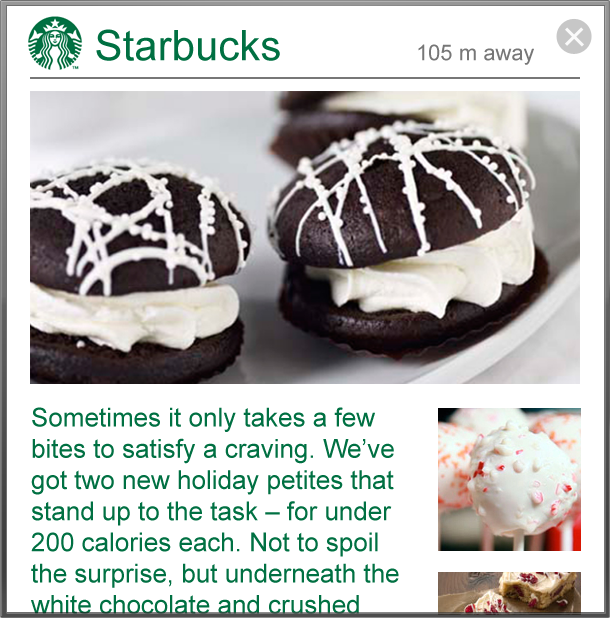 Starbucks
105 m away
Sometimes it only takes a few
bites to satisfy a craving. We’ve
got two new holiday petites that
stand up to the task – for under
200 calories each. Not to spoil
the surprise, but underneath the
white chocolate and crushed